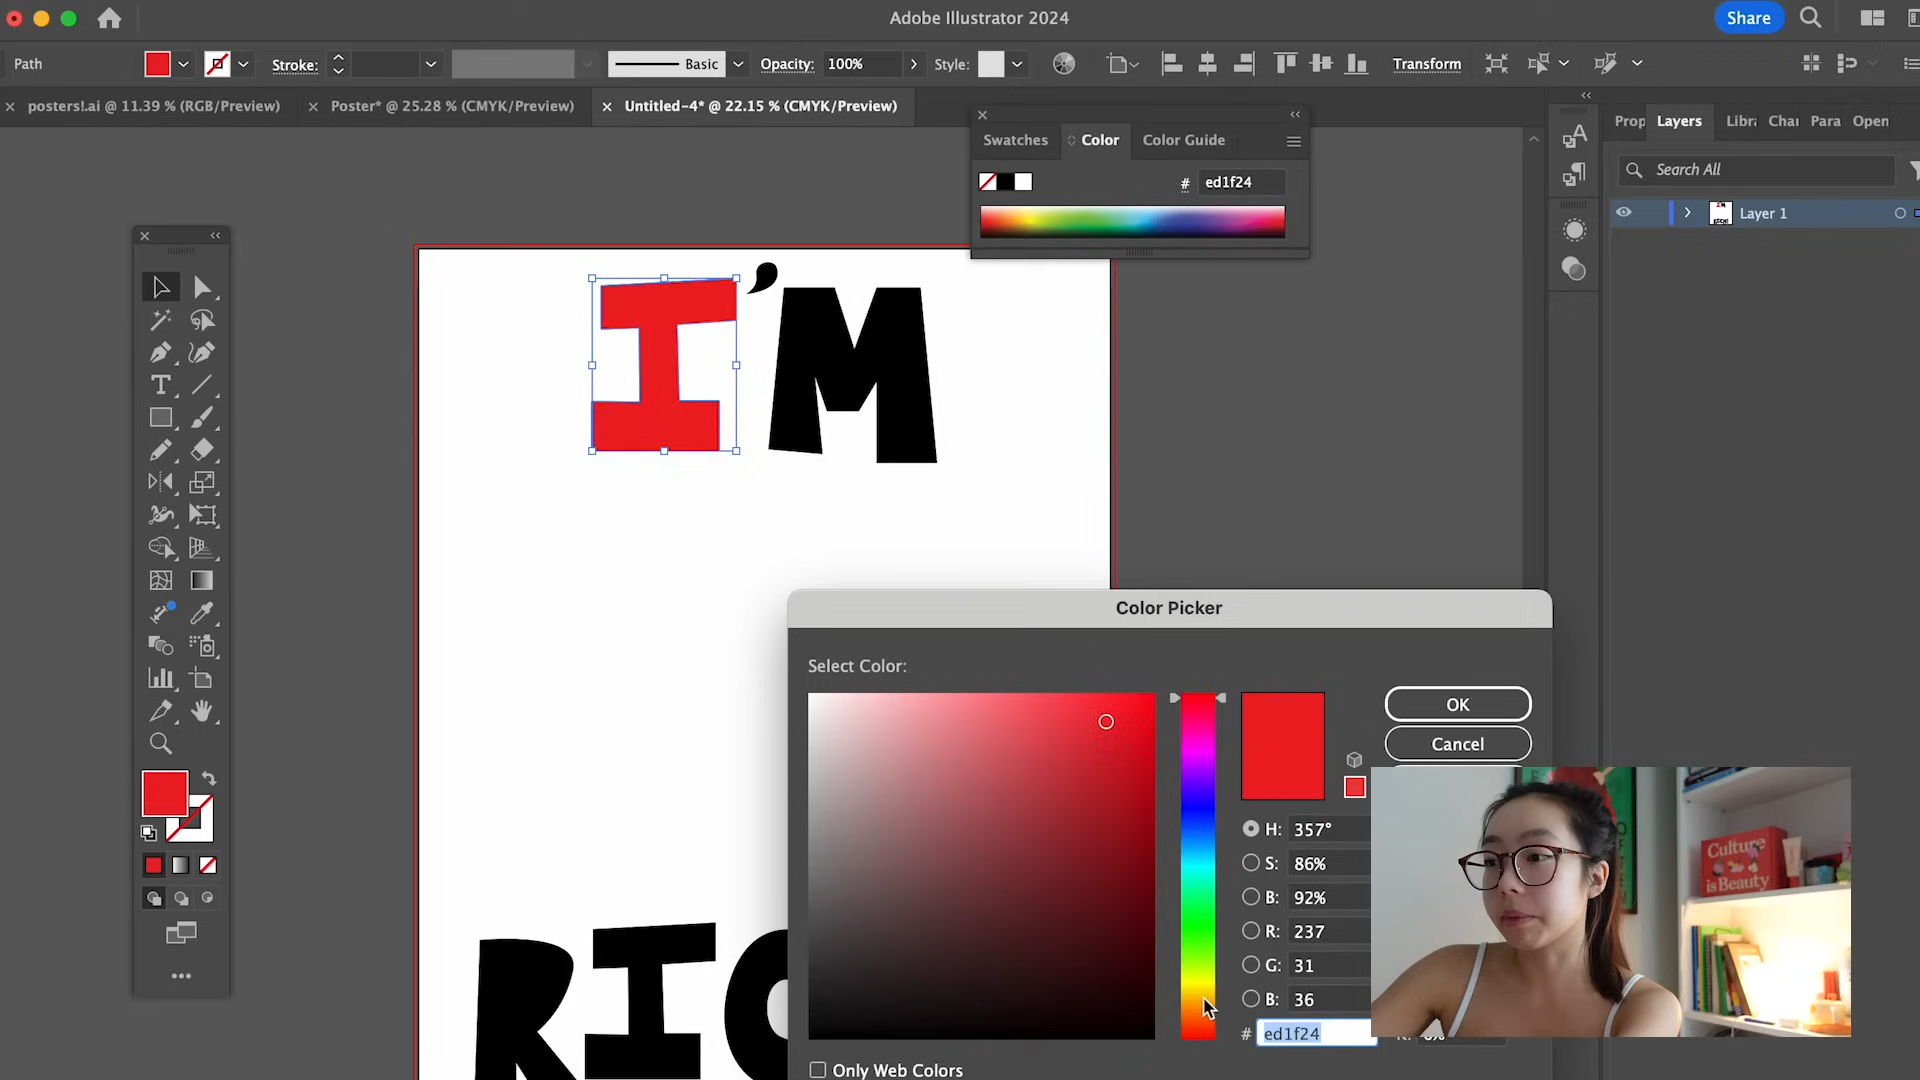 Adobe Illustrator 2024
Share
Path
Stroke:
Basic
Opacity:
100%
Style:
Transform
posters!.ai @ 11.39 % (RGB/Preview)
Poster* @ 25.28 % (CMYK/Preview)
Untitled-4* @ 22.15 % (CMYK/Preview)
Swatches
Color
Color Guide
# ed1f24
Prop
Layers
Libra
Char
Para
Open
Search All
Layer 1
I'M
Color Picker
Select Color:
OK
Cancel
H: 357°
S: 86%
B: 92%
R: 237
G: 31
B: 36
# ed1f24
Only Web Colors
Culture
is Beauty
RIC